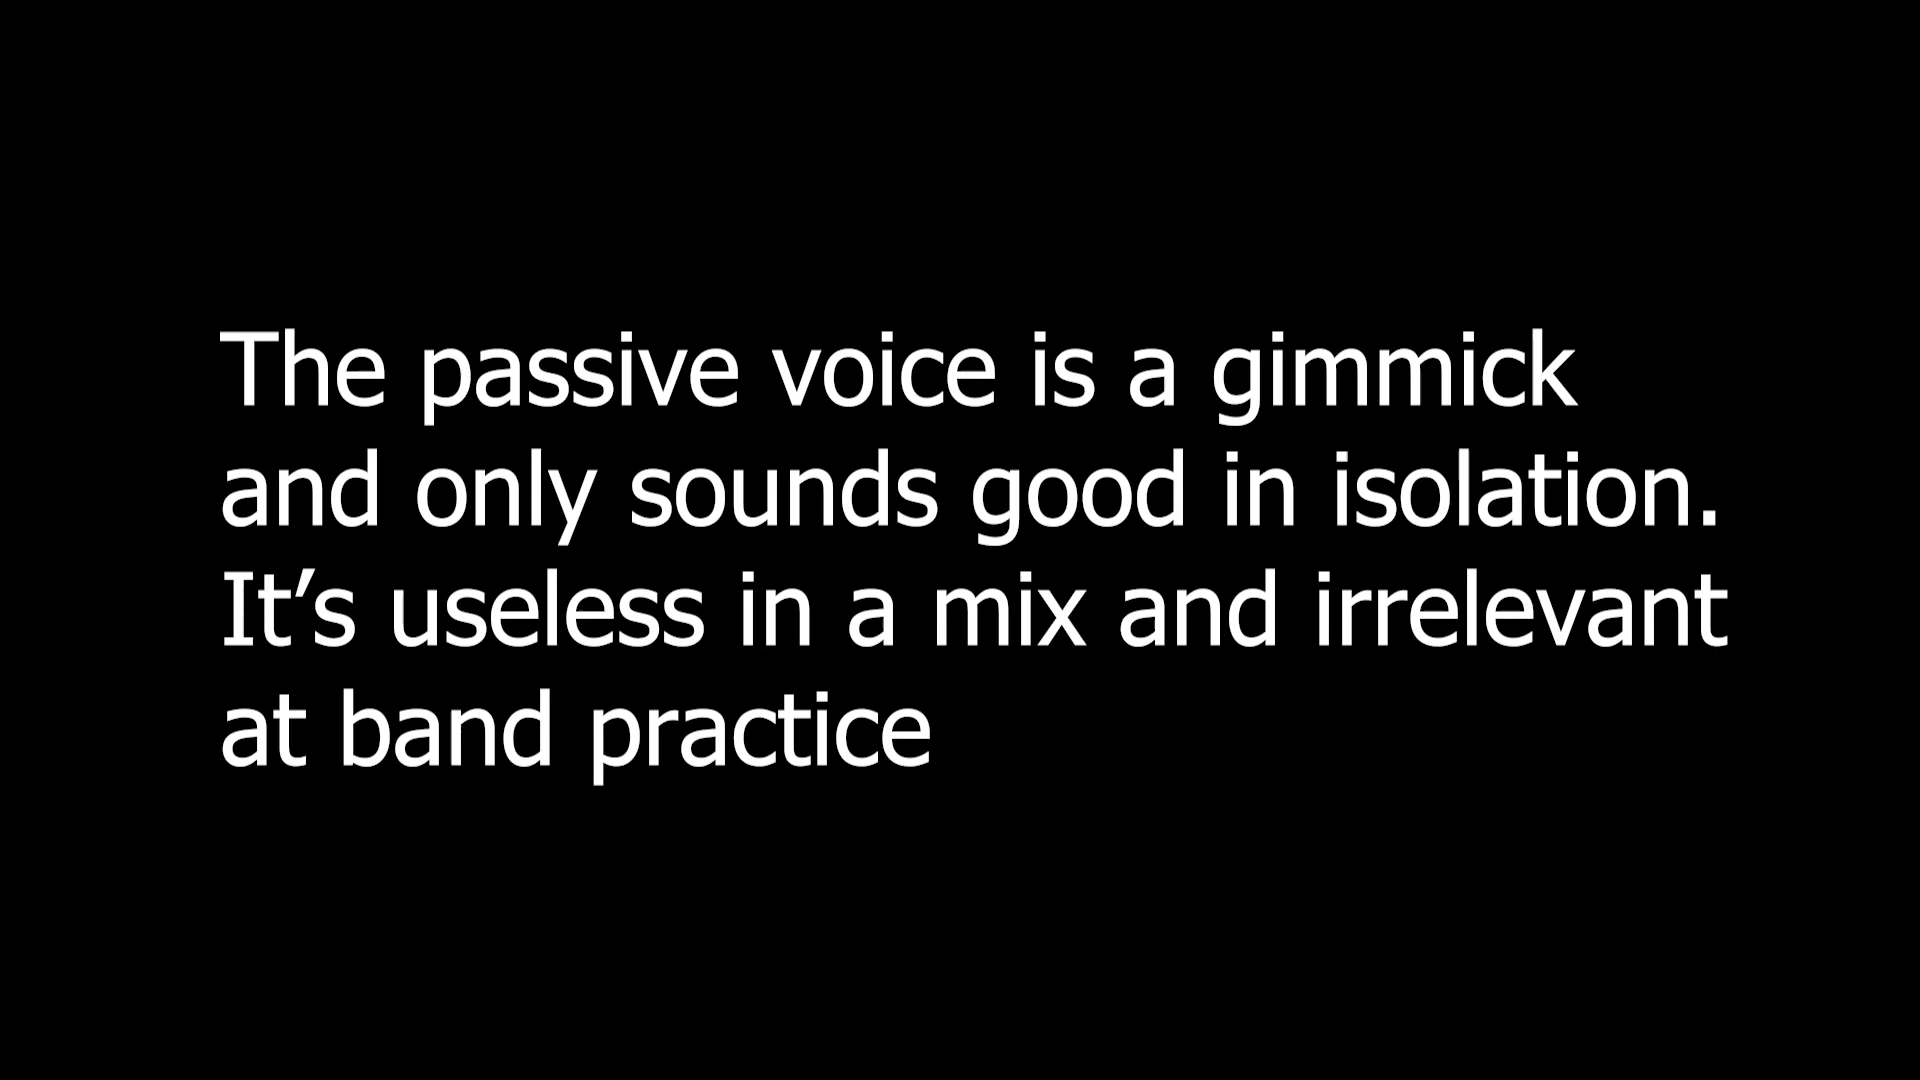 The passive voice is a gimmick
and only sounds good in isolation.
It’s useless in a mix and irrelevant
at band practice